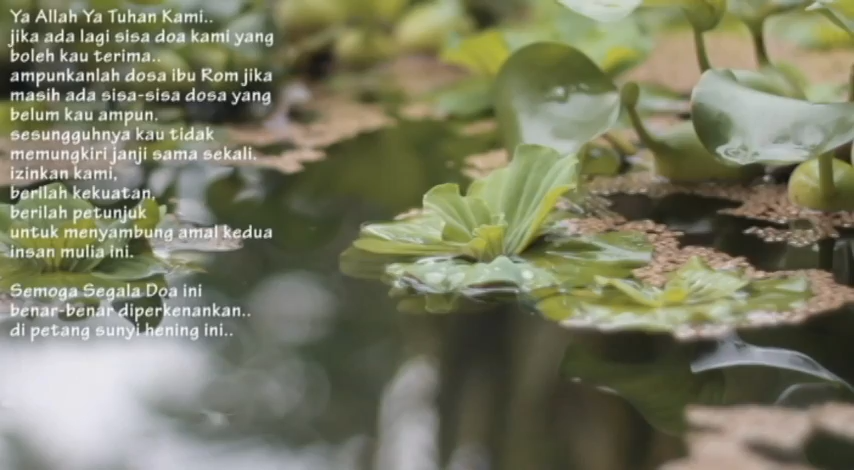 Ya Allah Ya Tuhan Kami..
jika ada lagi sisa doa kami yang
boleh kau terima..
ampunkanlah dosa ibu Rom jika
masih ada sisa-sisa dosa yang
belum kau ampun.
sesungguhnya kau tidak
memungkiri janji sama sekali.
izinkan kami,
berilah kekuatan,
berilah petunjuk
untuk menyambung amal kedua
insan mulia ini.
Semoga Segala Doa ini
benar-benar diperkenankan..
di petang sunyi hening ini..